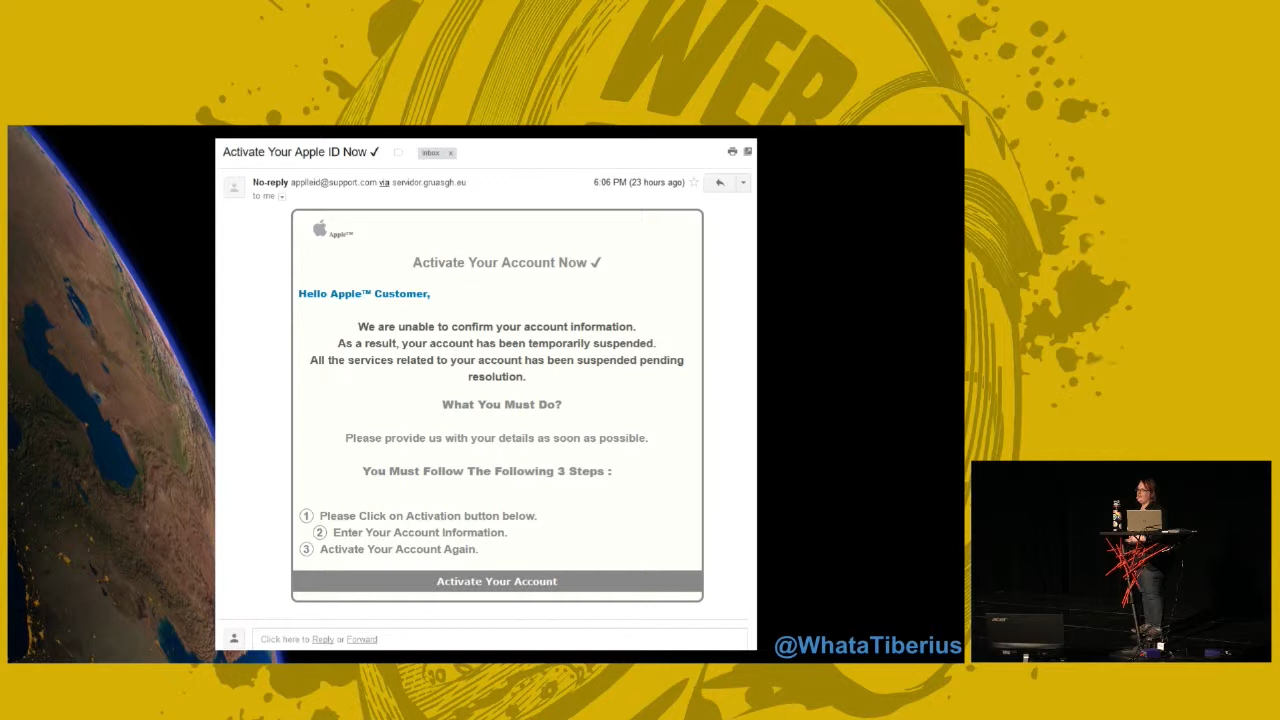 WEB
Activate Your Apple ID Now ✓
Inbox x
No-reply appleid@support.com via servidor.gruasgh.eu
6:06 PM (23 hours ago)
to me
Apple™
Activate Your Account Now ✓
Hello Apple™ Customer,
We are unable to confirm your account information.
As a result, your account has been temporarily suspended.
All the services related to your account has been suspended pending
resolution.
What You Must Do?
Please provide us with your details as soon as possible.
You Must Follow The Following 3 Steps :
1 Please Click on Activation button below.
2 Enter Your Account Information.
3 Activate Your Account Again.
Activate Your Account
Click here to Reply or Forward
@WhataTiberius
acer